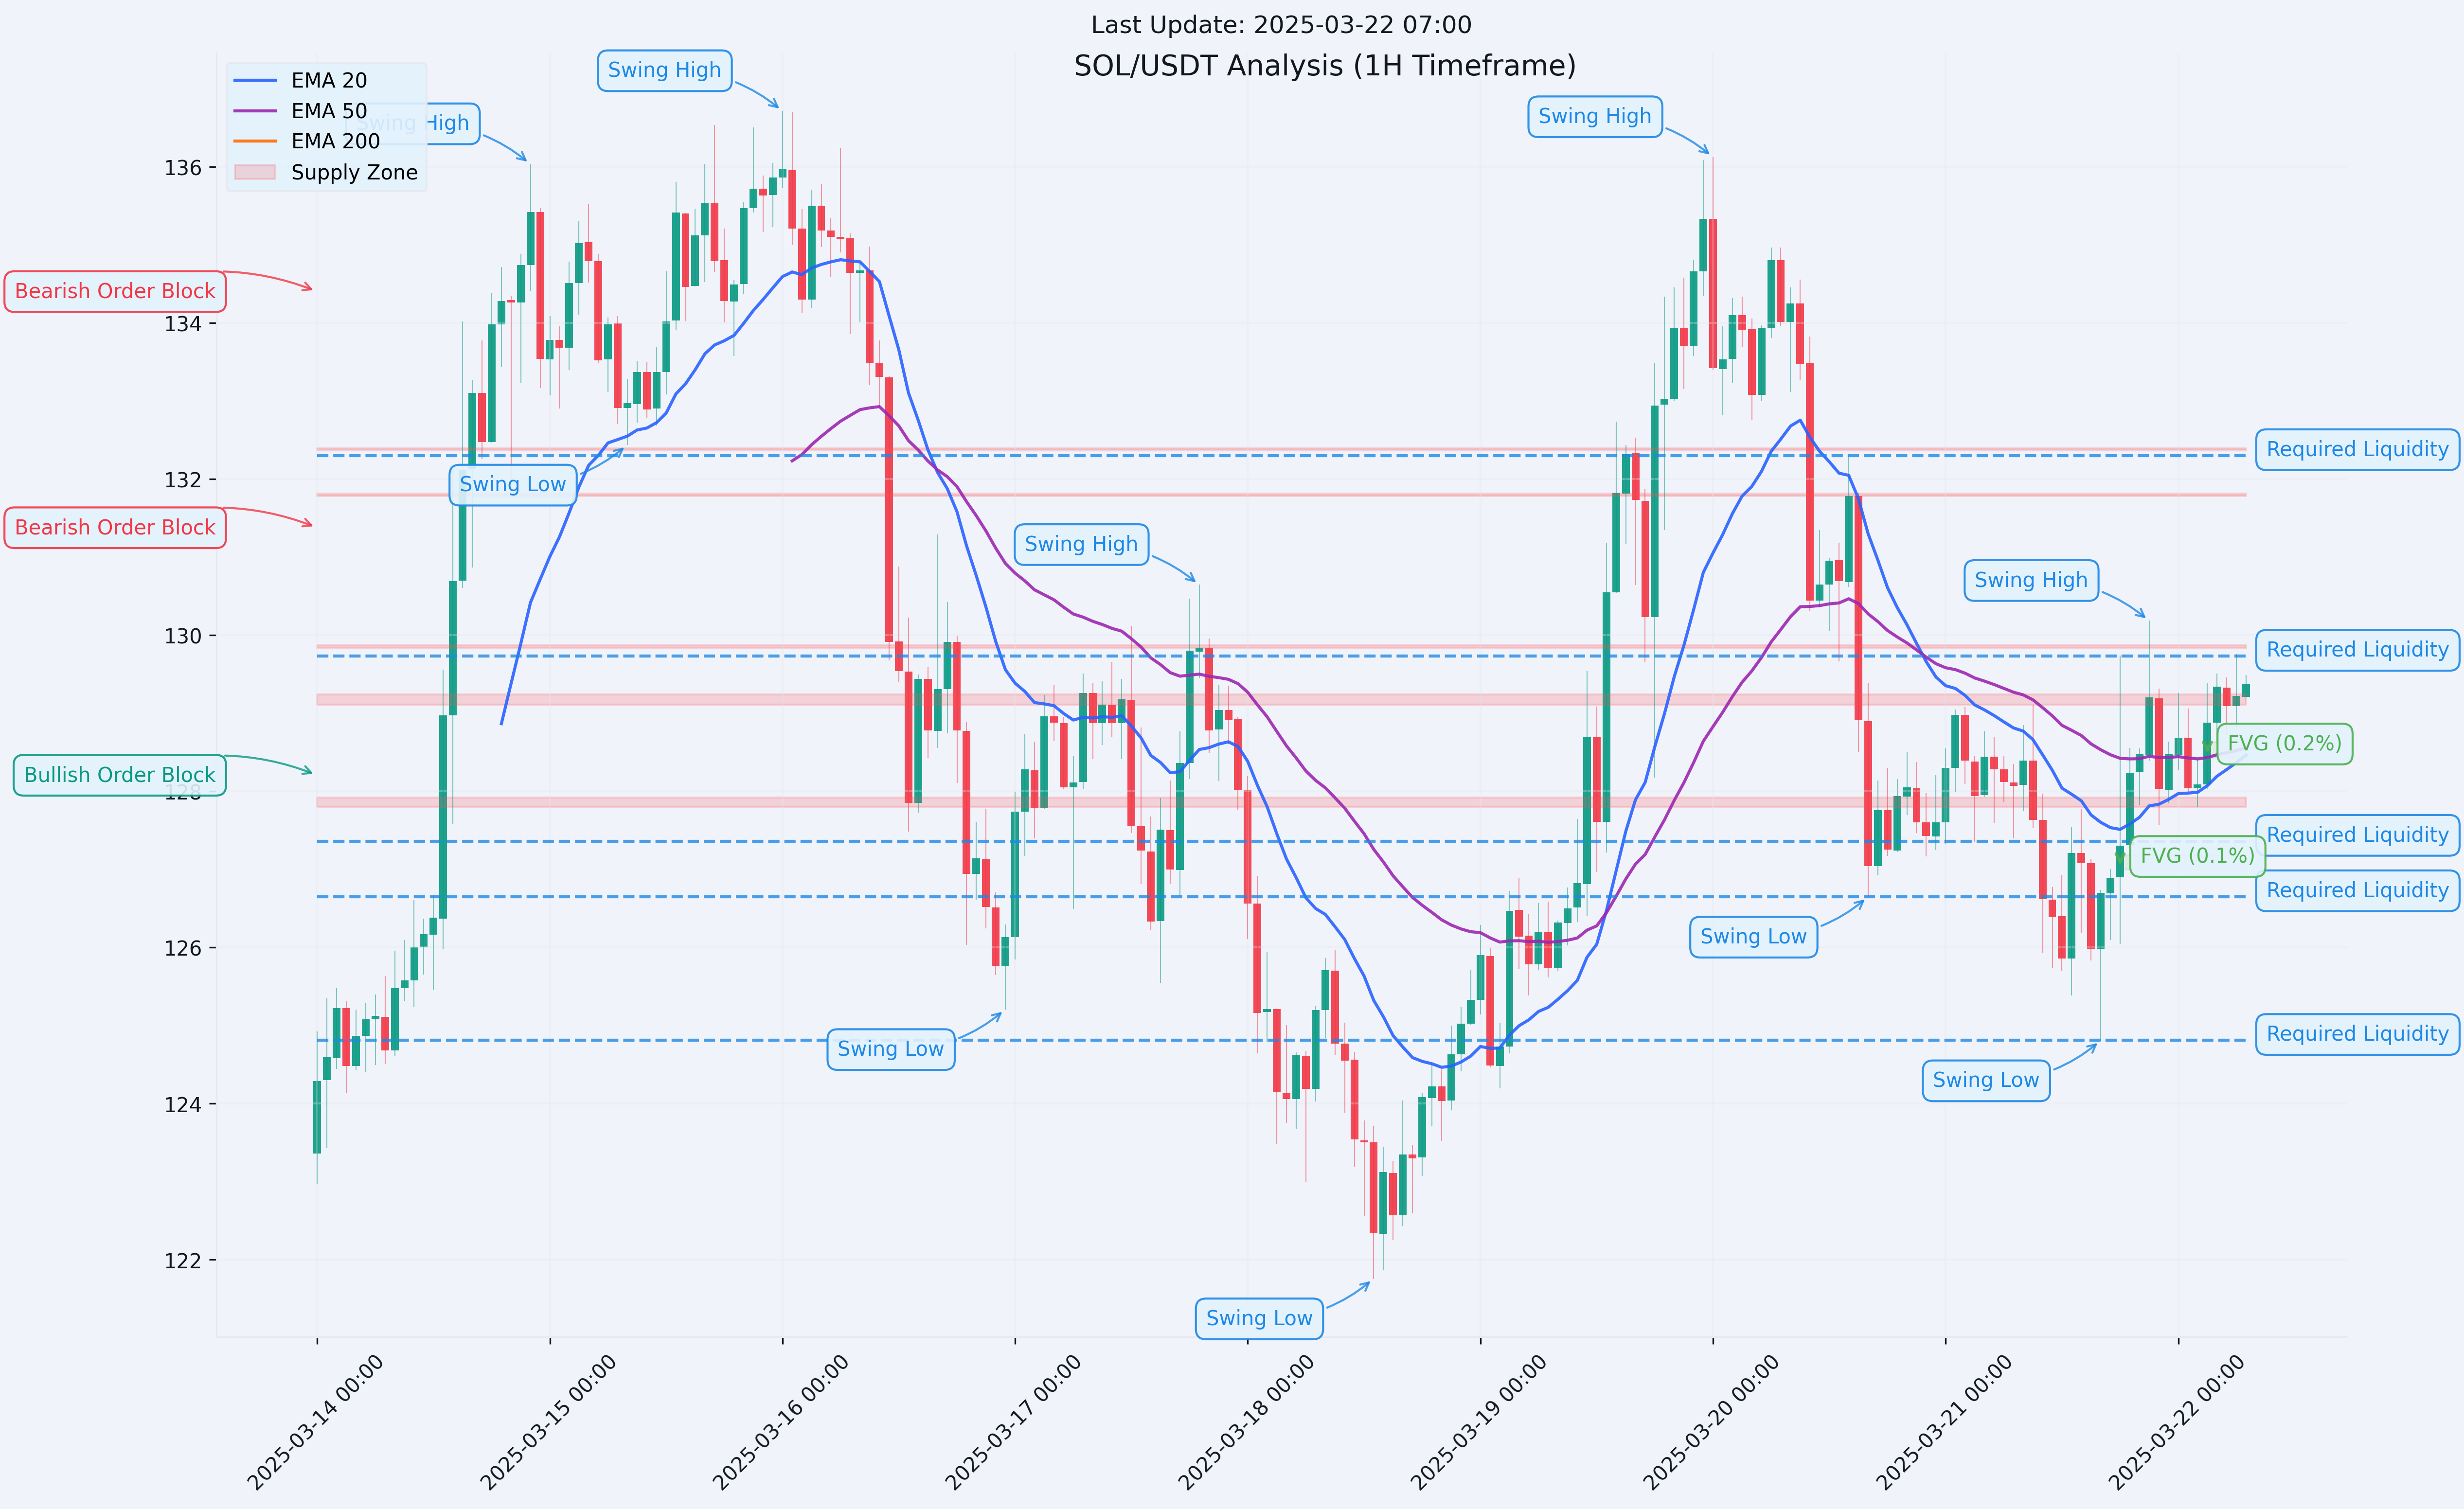 Last Update: 2025-03-22 07:00
SOL/USDT Analysis (1H Timeframe)
EMA 20
EMA 50
EMA 200
Supply Zone
Swing High
Swing High
Swing High
Swing High
Swing High
Swing Low
Swing Low
Swing Low
Swing Low
Swing Low
Bearish Order Block
Bearish Order Block
Bullish Order Block
Required Liquidity
Required Liquidity
Required Liquidity
Required Liquidity
Required Liquidity
FVG (0.2%)
FVG (0.1%)
136
134
132
130
128
126
124
122
2025-03-14 00:00
2025-03-15 00:00
2025-03-16 00:00
2025-03-17 00:00
2025-03-18 00:00
2025-03-19 00:00
2025-03-20 00:00
2025-03-21 00:00
2025-03-22 00:00